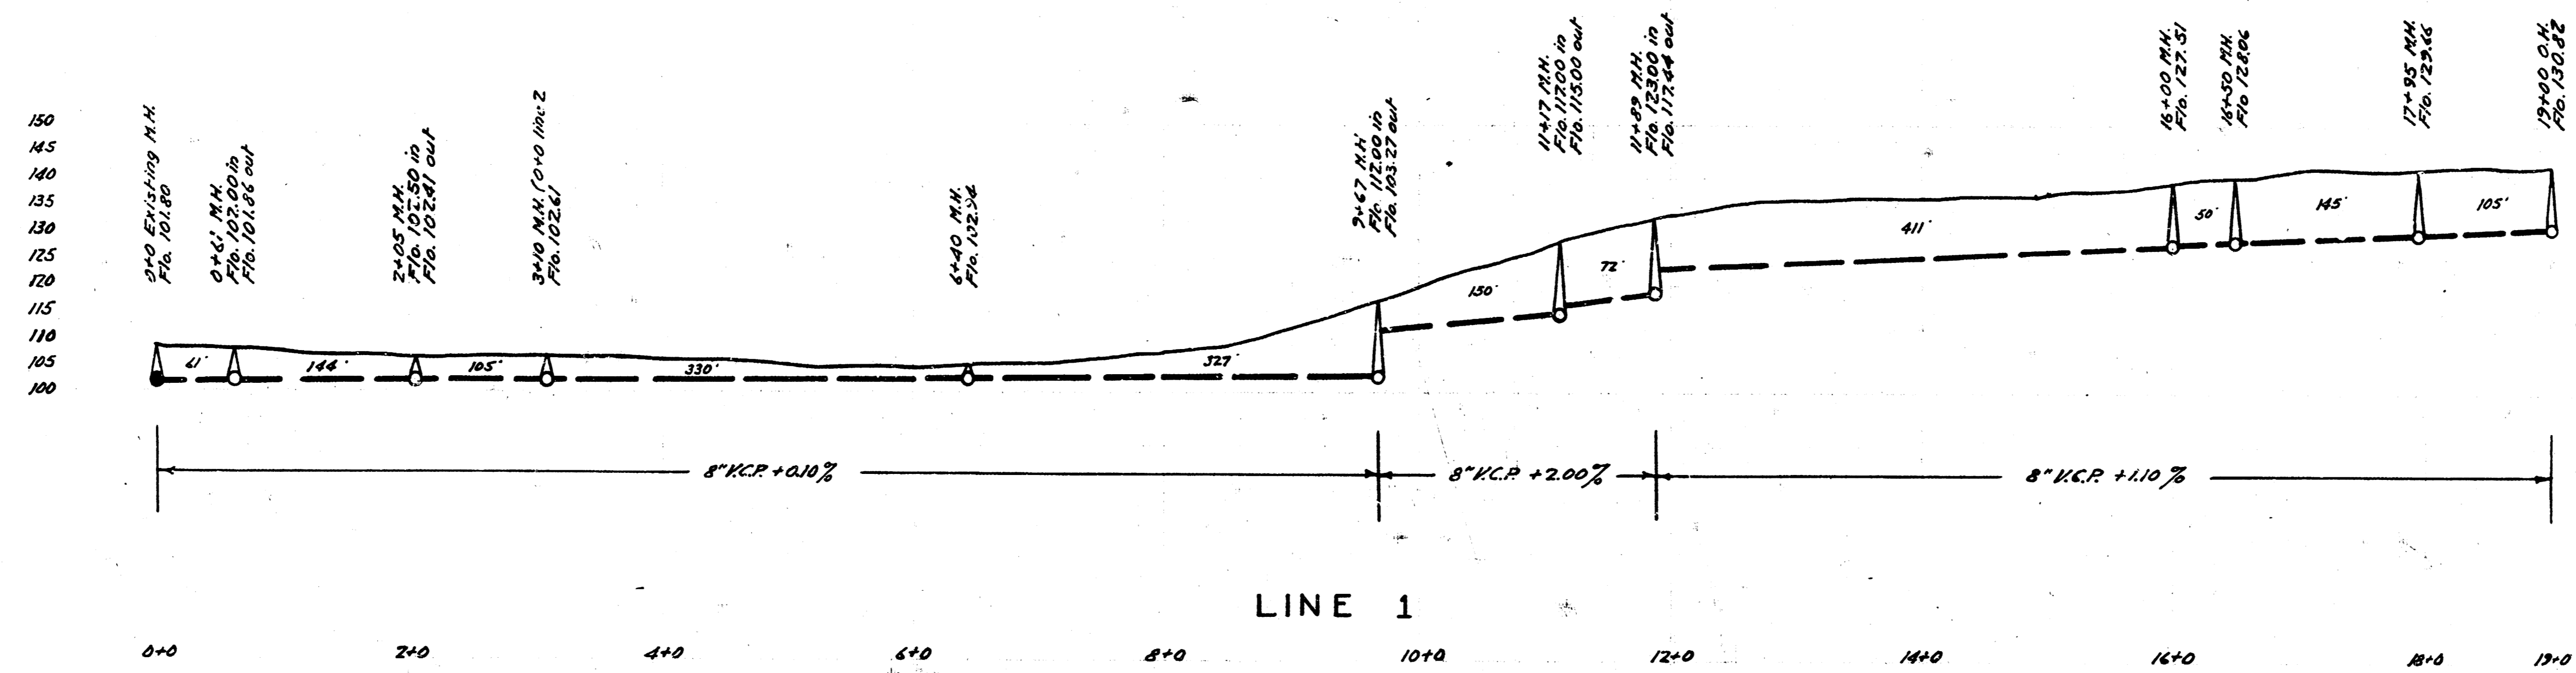 150
145
140
135
130
125
120
115
110
105
100
0+0 Existing M.H.
Flo. 101.80
0+61 M.H.
Flo. 102.00 in
Flo. 101.86 out
2+05 M.H.
Flo. 102.50 in
Flo. 102.41 out
3+10 M.H. (0+0 line 2
Flo. 102.61
6+40 M.H.
Flo. 102.94
9+67 M.H
Flo. 112.00 in
Flo. 103.27 out
11+17 M.H.
Flo. 117.00 in
Flo. 115.00 out
11+89 M.H.
Flo. 123.00 in
Flo. 117.44 out
16+00 M.H.
Flo. 127.51
16+50 M.H.
Flo 128.06
17+95 M.H.
Flo. 129.66
19+00 O.H.
Flo. 130.82
61'
144'
105'
330'
327'
150'
72'
411'
50'
145'
105'
8" V.C.P. +0.10%
8" V.C.P. +2.00%
8" V.C.P. +1.10%
LINE 1
0+0
2+0
4+0
6+0
8+0
10+0
12+0
14+0
16+0
18+0
19+0